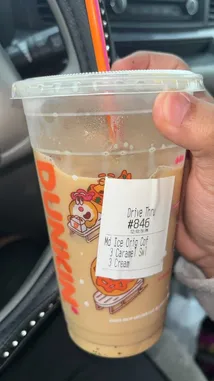 DUNKIN'
Drive Thru
#846
Md Ice Orig Cof
3 Caramel Swl
3 Cream